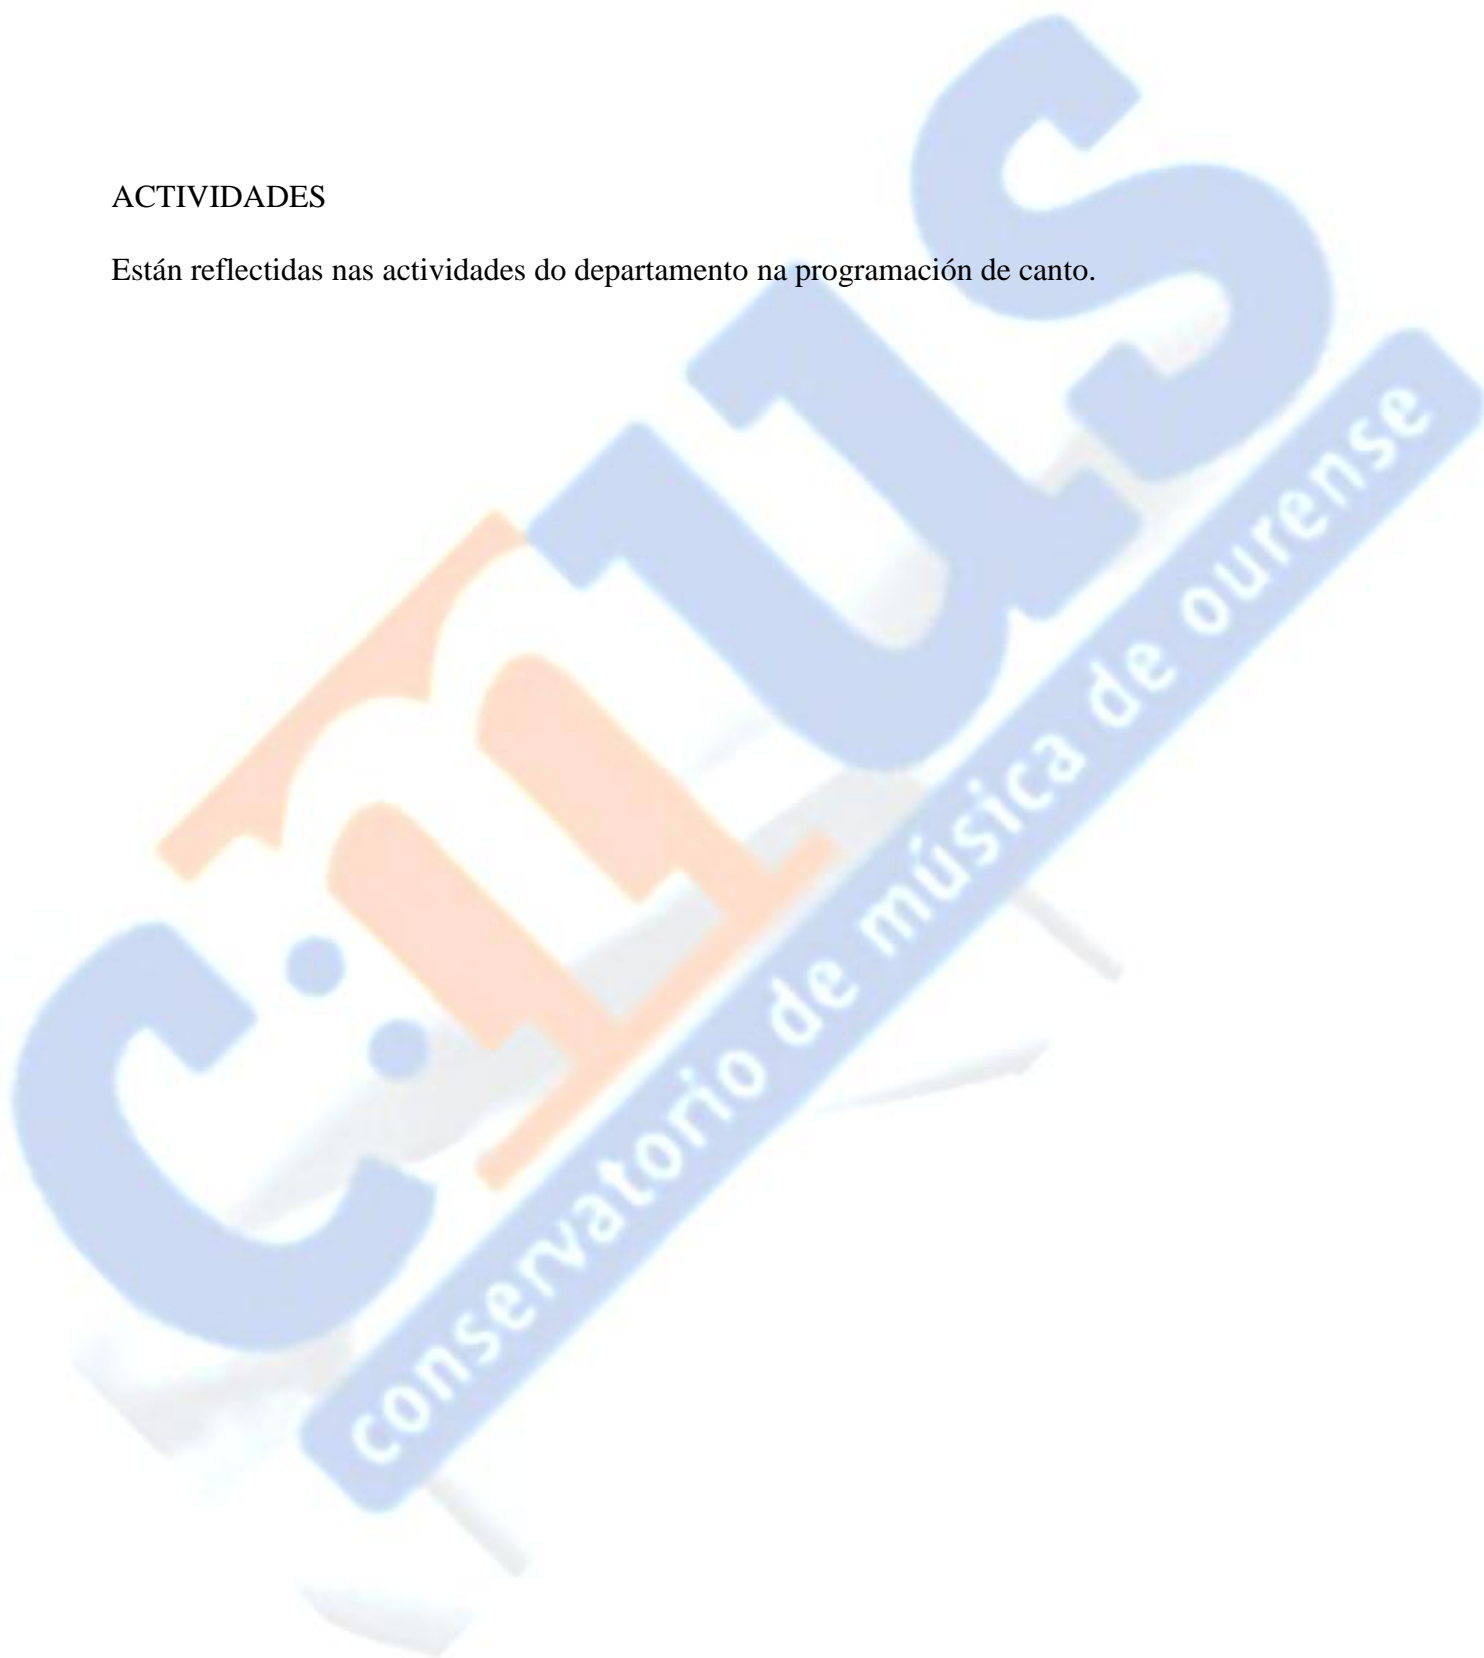 ACTIVIDADES
Están reflectidas nas actividades do departamento na programación de canto.
cmus
conservatorio de música de ourense